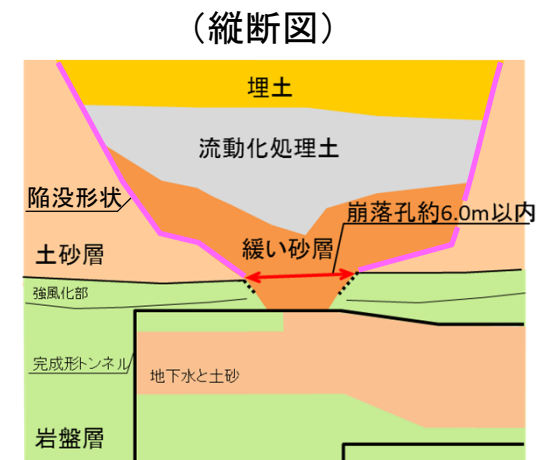 （縦断図）
埋土
流動化処理土
陥没形状
崩落孔約6.0m以内
緩い砂層
土砂層
強風化部
完成形トンネル
地下水と土砂
岩盤層